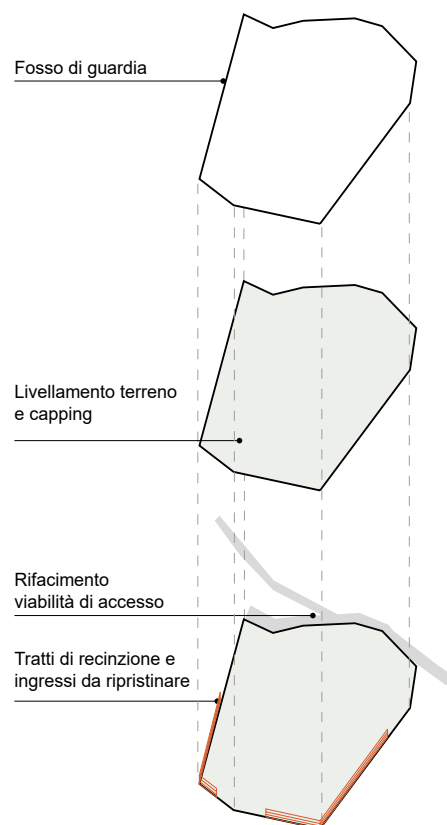 Fosso di guardia
Livellamento terreno
e capping
Rifacimento
viabilità di accesso
Tratti di recinzione e
ingressi da ripristinare